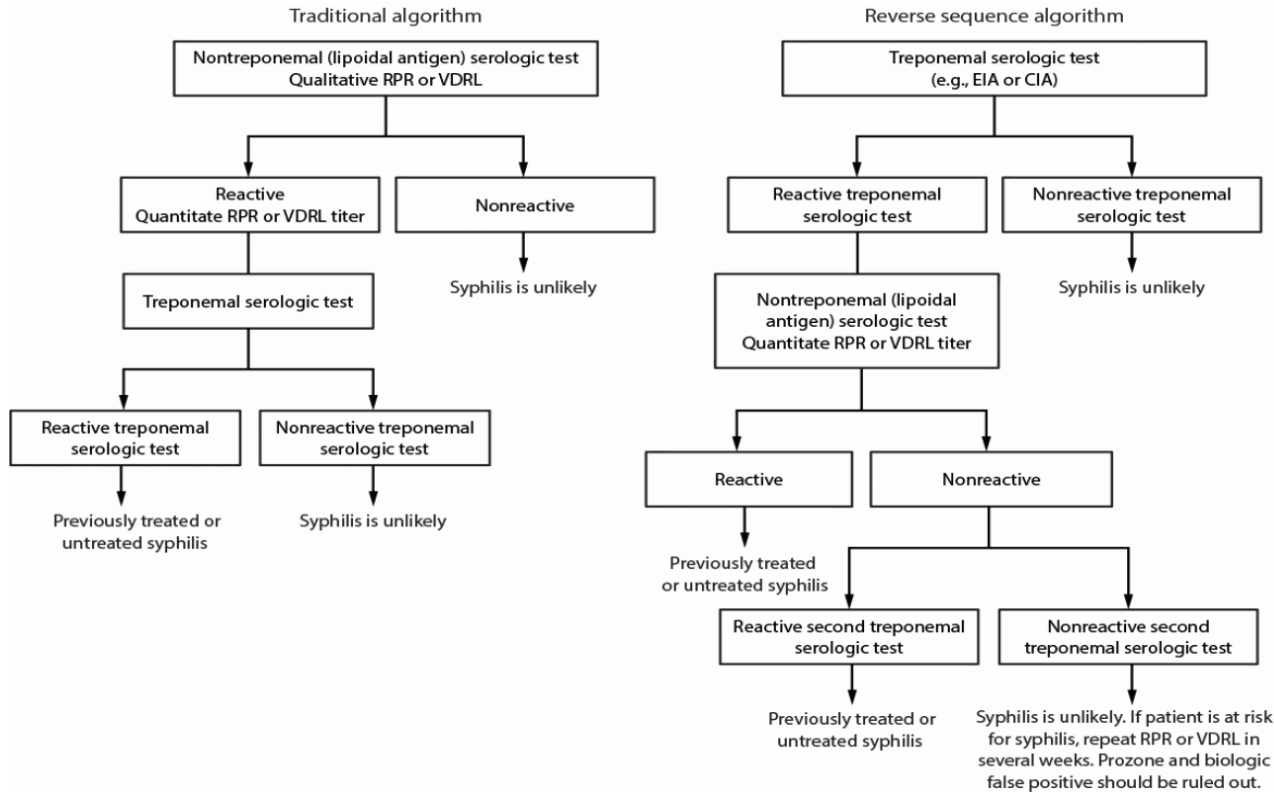 Traditional algorithm
Nontreponemal (lipoidal antigen) serologic test
Qualitative RPR or VDRL
Reactive
Quantitate RPR or VDRL titer
Nonreactive
Syphilis is unlikely
Treponemal serologic test
Reactive treponemal
serologic test
Nonreactive treponemal
serologic test
Previously treated or
untreated syphilis
Syphilis is unlikely
Reverse sequence algorithm
Treponemal serologic test
(e.g., EIA or CIA)
Reactive treponemal
serologic test
Nonreactive treponemal
serologic test
Syphilis is unlikely
Nontreponemal (lipoidal
antigen) serologic test
Quantitate RPR or VDRL titer
Reactive
Nonreactive
Previously treated
or untreated syphilis
Reactive second treponemal
serologic test
Nonreactive second
treponemal serologic test
Previously treated or
untreated syphilis
Syphilis is unlikely. If patient is at risk
for syphilis, repeat RPR or VDRL in
several weeks. Prozone and biologic
false positive should be ruled out.